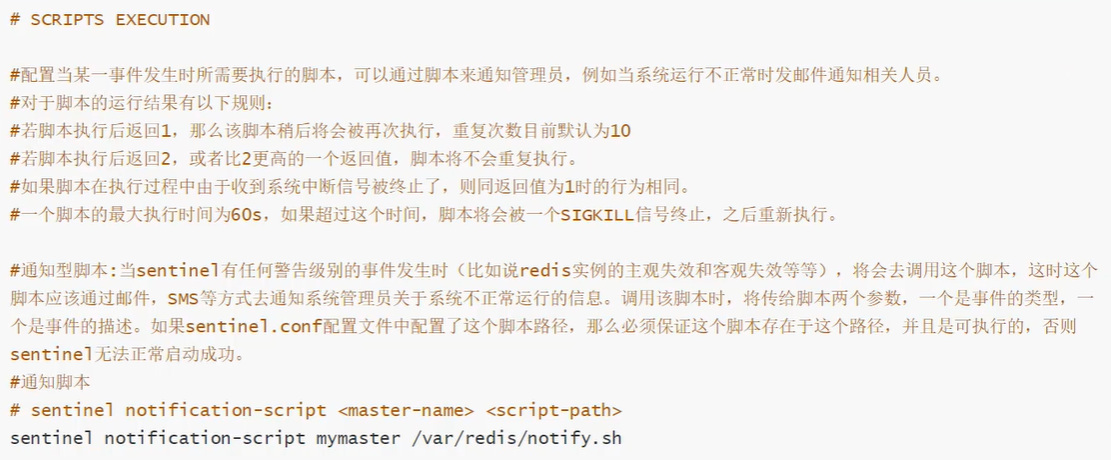 # SCRIPTS EXECUTION
#配置当某一事件发生时所需要执行的脚本，可以通过脚本来通知管理员，例如当系统运行不正常时发邮件通知相关人员。
#对于脚本的运行结果有以下规则：
#若脚本执行后返回1，那么该脚本稍后将会被再次执行，重复次数目前默认为10
#若脚本执行后返回2，或者比2更高的一个返回值，脚本将不会重复执行。
#如果脚本在执行过程中由于收到系统中断信号被终止了，则同返回值为1时的行为相同。
#一个脚本的最大执行时间为60s，如果超过这个时间，脚本将会被一个SIGKILL信号终止，之后重新执行。
#通知型脚本:当sentinel有任何警告级别的事件发生时（比如说redis实例的主观失效和客观失效等等），将会去调用这个脚本，这时这个
脚本应该通过邮件，SMS等方式去通知系统管理员关于系统不正常运行的信息。调用该脚本时，将传给脚本两个参数，一个是事件的类型，一
个是事件的描述。如果sentinel.conf配置文件中配置了这个脚本路径，那么必须保证这个脚本存在于这个路径，并且是可执行的，否则
sentinel无法正常启动成功。
#通知脚本
# sentinel notification-script <master-name> <script-path>
sentinel notification-script mymaster /var/redis/notify.sh